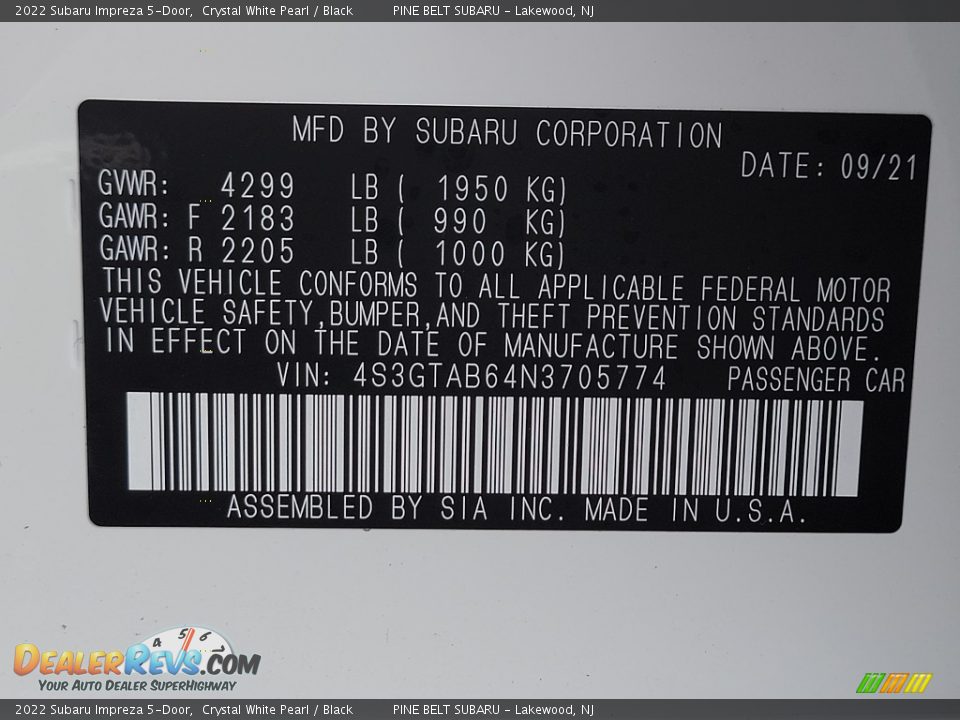 2022 Subaru Impreza 5-Door, Crystal White Pearl / Black PINE BELT SUBARU - Lakewood, NJ
MFD BY SUBARU CORPORATION
DATE: 09/21
GVWR: 4299 LB ( 1950 KG)
GAWR: F 2183 LB ( 990 KG)
GAWR: R 2205 LB ( 1000 KG)
THIS VEHICLE CONFORMS TO ALL APPLICABLE FEDERAL MOTOR
VEHICLE SAFETY,BUMPER,AND THEFT PREVENTION STANDARDS
IN EFFECT ON THE DATE OF MANUFACTURE SHOWN ABOVE.
VIN: 4S3GTAB64N3705774 PASSENGER CAR
ASSEMBLED BY SIA INC. MADE IN U.S.A.
4 5 6 7
DEALERREVS.COM
YOUR AUTO DEALER SUPERHIGHWAY
2022 Subaru Impreza 5-Door, Crystal White Pearl / Black PINE BELT SUBARU - Lakewood, NJ